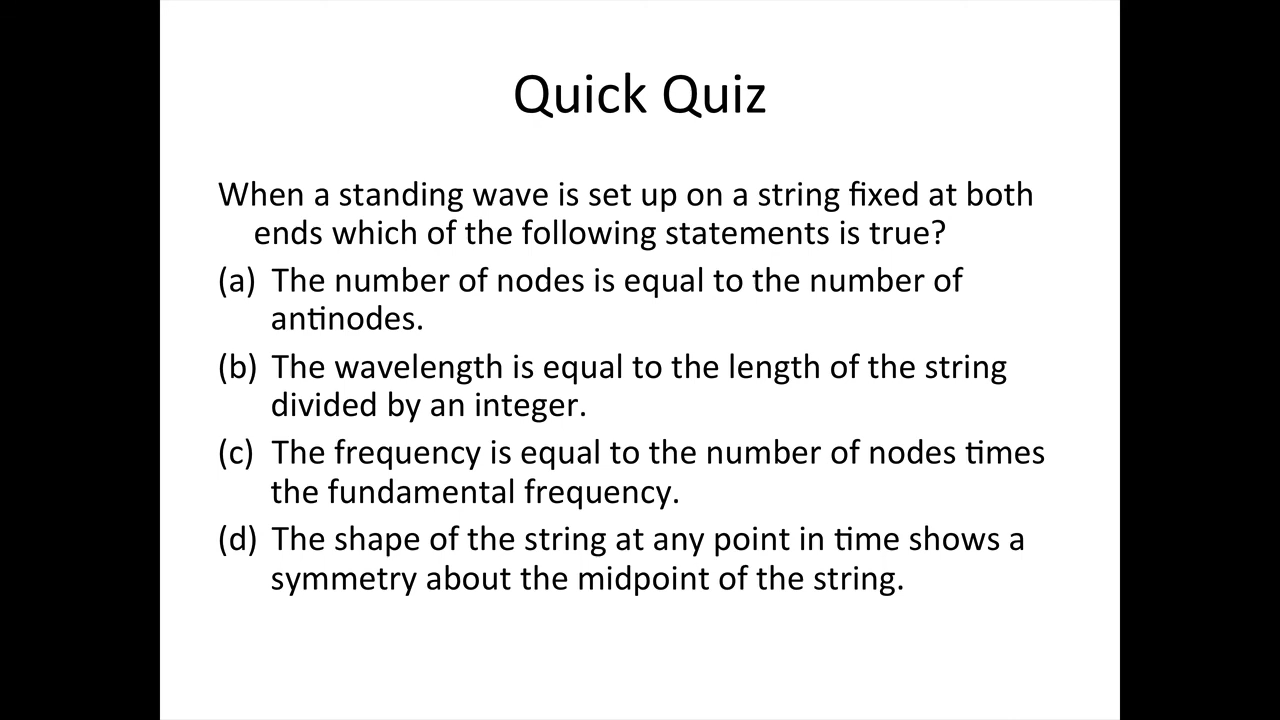 Quick Quiz
When a standing wave is set up on a string fixed at both
ends which of the following statements is true?
(a) The number of nodes is equal to the number of
antinodes.
(b) The wavelength is equal to the length of the string
divided by an integer.
(c) The frequency is equal to the number of nodes times
the fundamental frequency.
(d) The shape of the string at any point in time shows a
symmetry about the midpoint of the string.